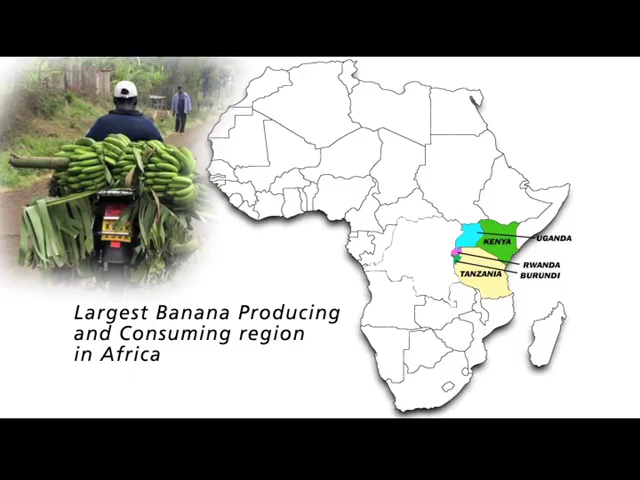 Largest Banana Producing
and Consuming region
in Africa
UGANDA
KENYA
RWANDA
TANZANIA
BURUNDI